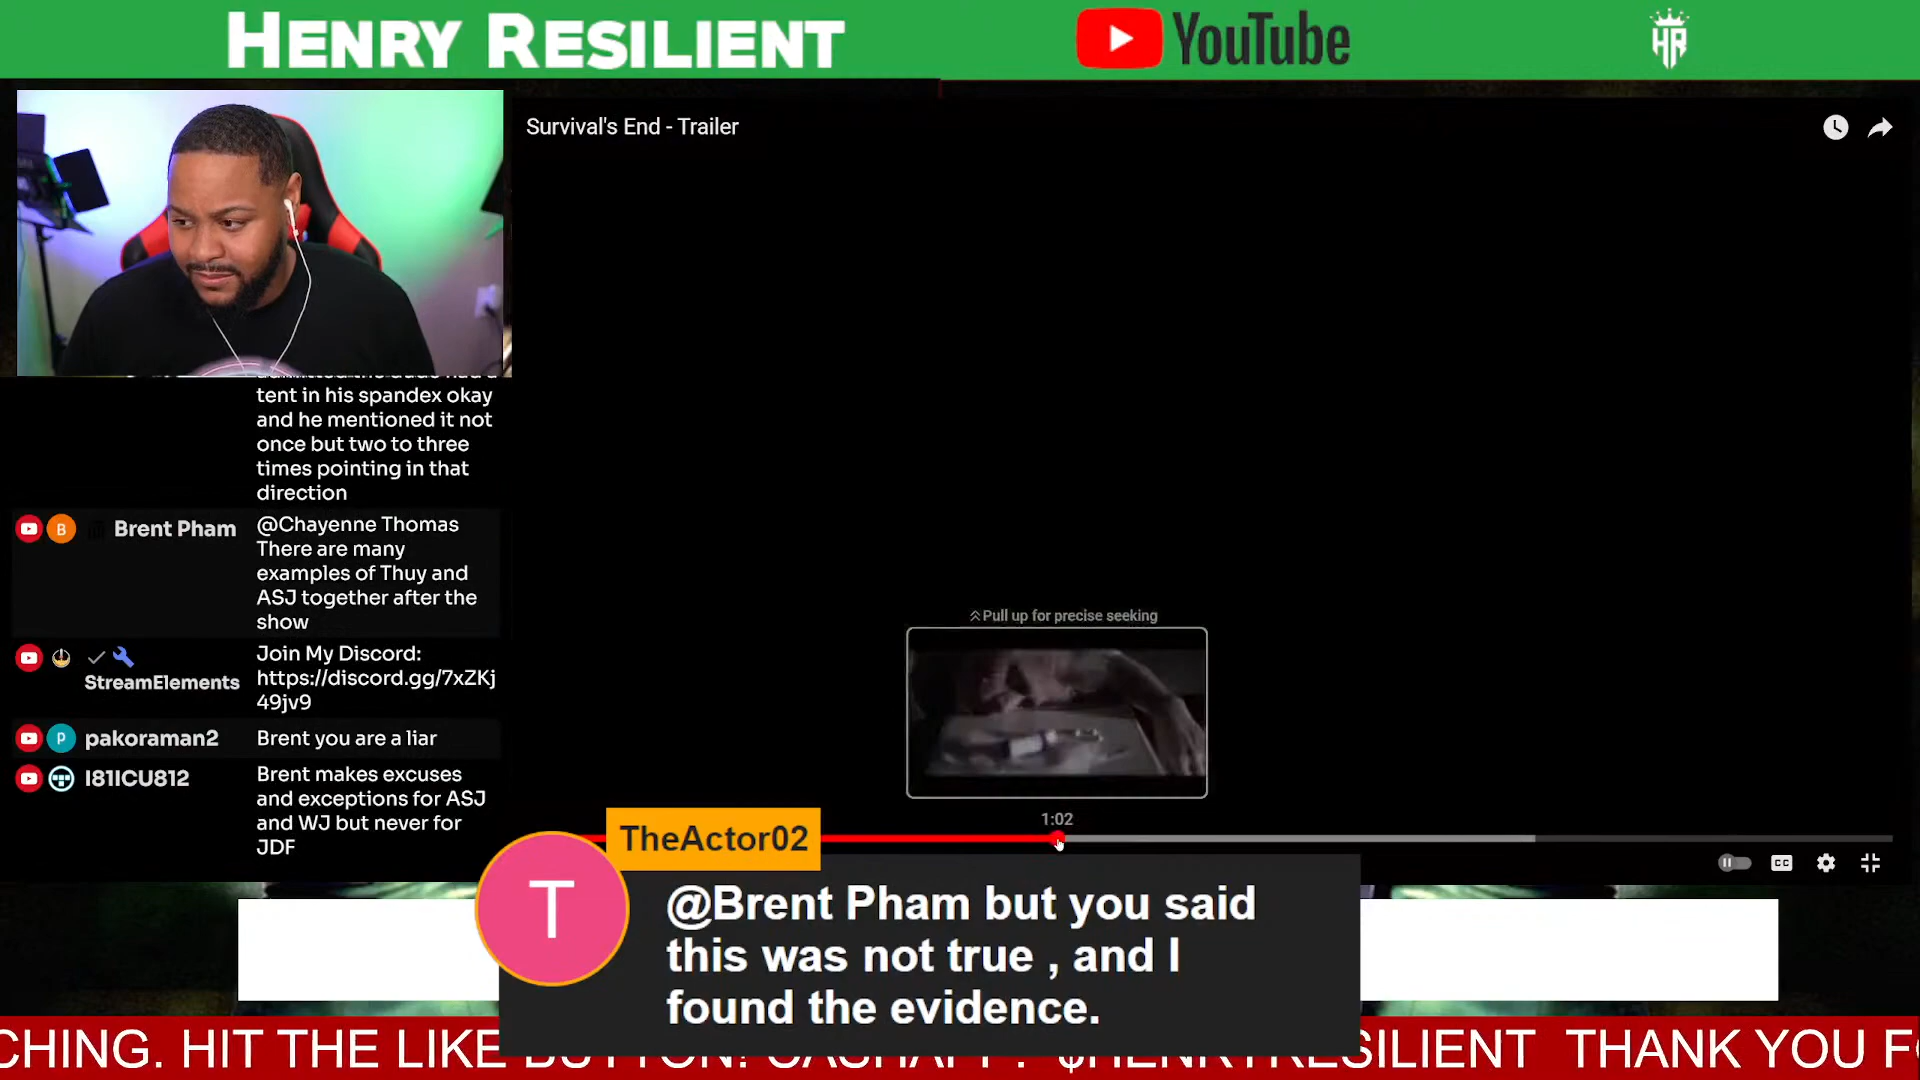 HENRY RESILIENT
YouTube
HR
Survival's End - Trailer
tent in his spandex okay
and he mentioned it not
once but two to three
times pointing in that
direction
B
Brent Pham
@Chayenne Thomas
There are many
examples of Thuy and
ASJ together after the
show
StreamElements
Join My Discord:
https://discord.gg/7xZKj
49jv9
P
pakoraman2
Brent you are a liar
I81ICU812
Brent makes excuses
and exceptions for ASJ
and WJ but never for
JDF
Pull up for precise seeking
1:02
CC
TheActor02
T
@Brent Pham but you said
this was not true , and I
found the evidence.
CHING. HIT THE LIKE BUTTON! CASHAPP : $HENRYRESILIENT THANK YOU F